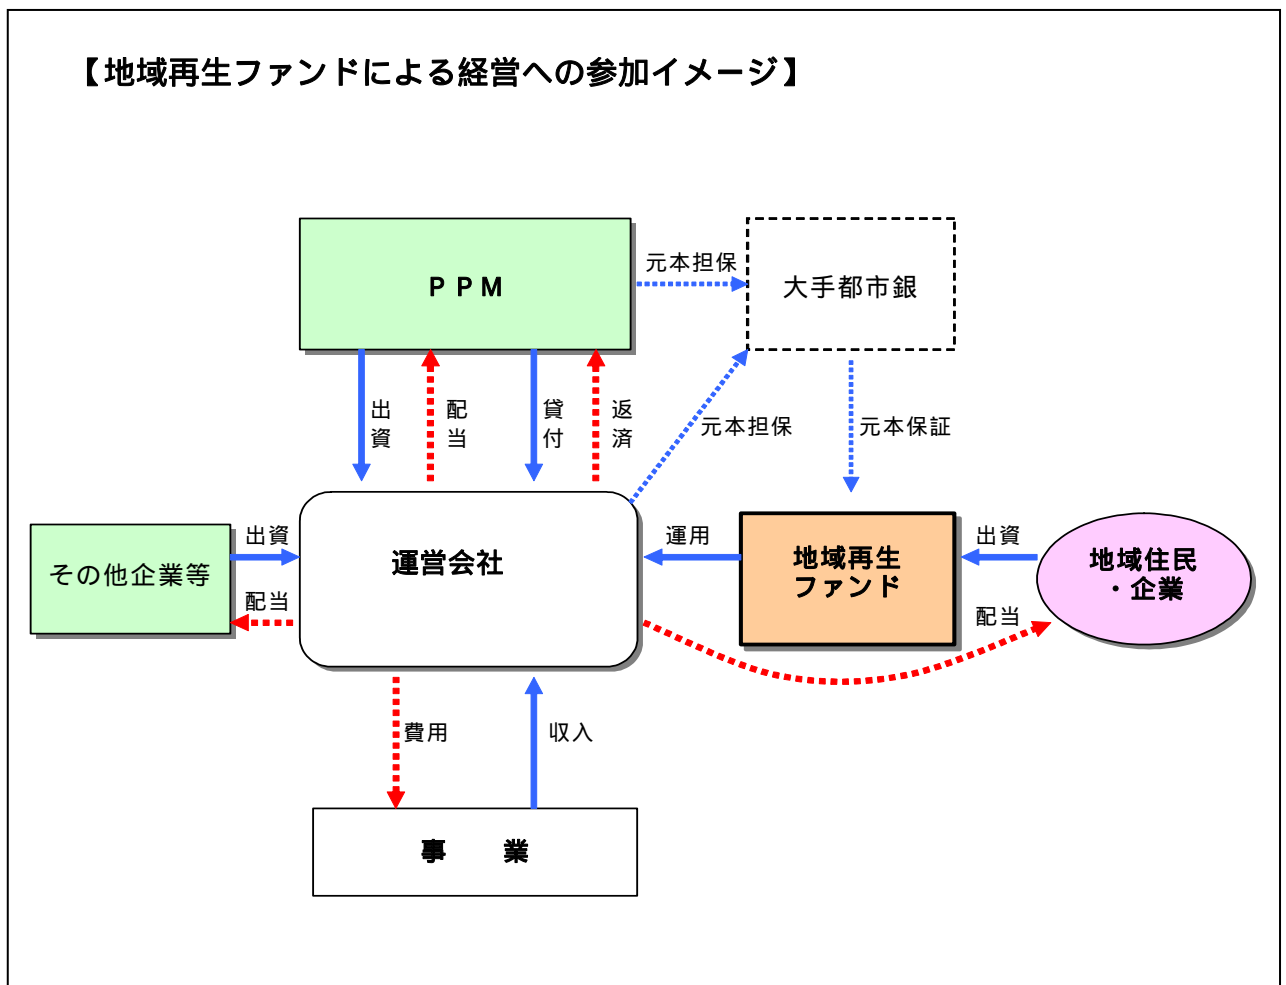 【地域再生ファンドによる経営への参加イメージ】
ＰＰＭ
元本担保
大手都市銀
出資
配当
貸付
返済
元本担保
元本保証
その他企業等
出資
配当
運営会社
運用
地域再生
ファンド
出資
配当
地域住民
・企業
費用
収入
事　　業